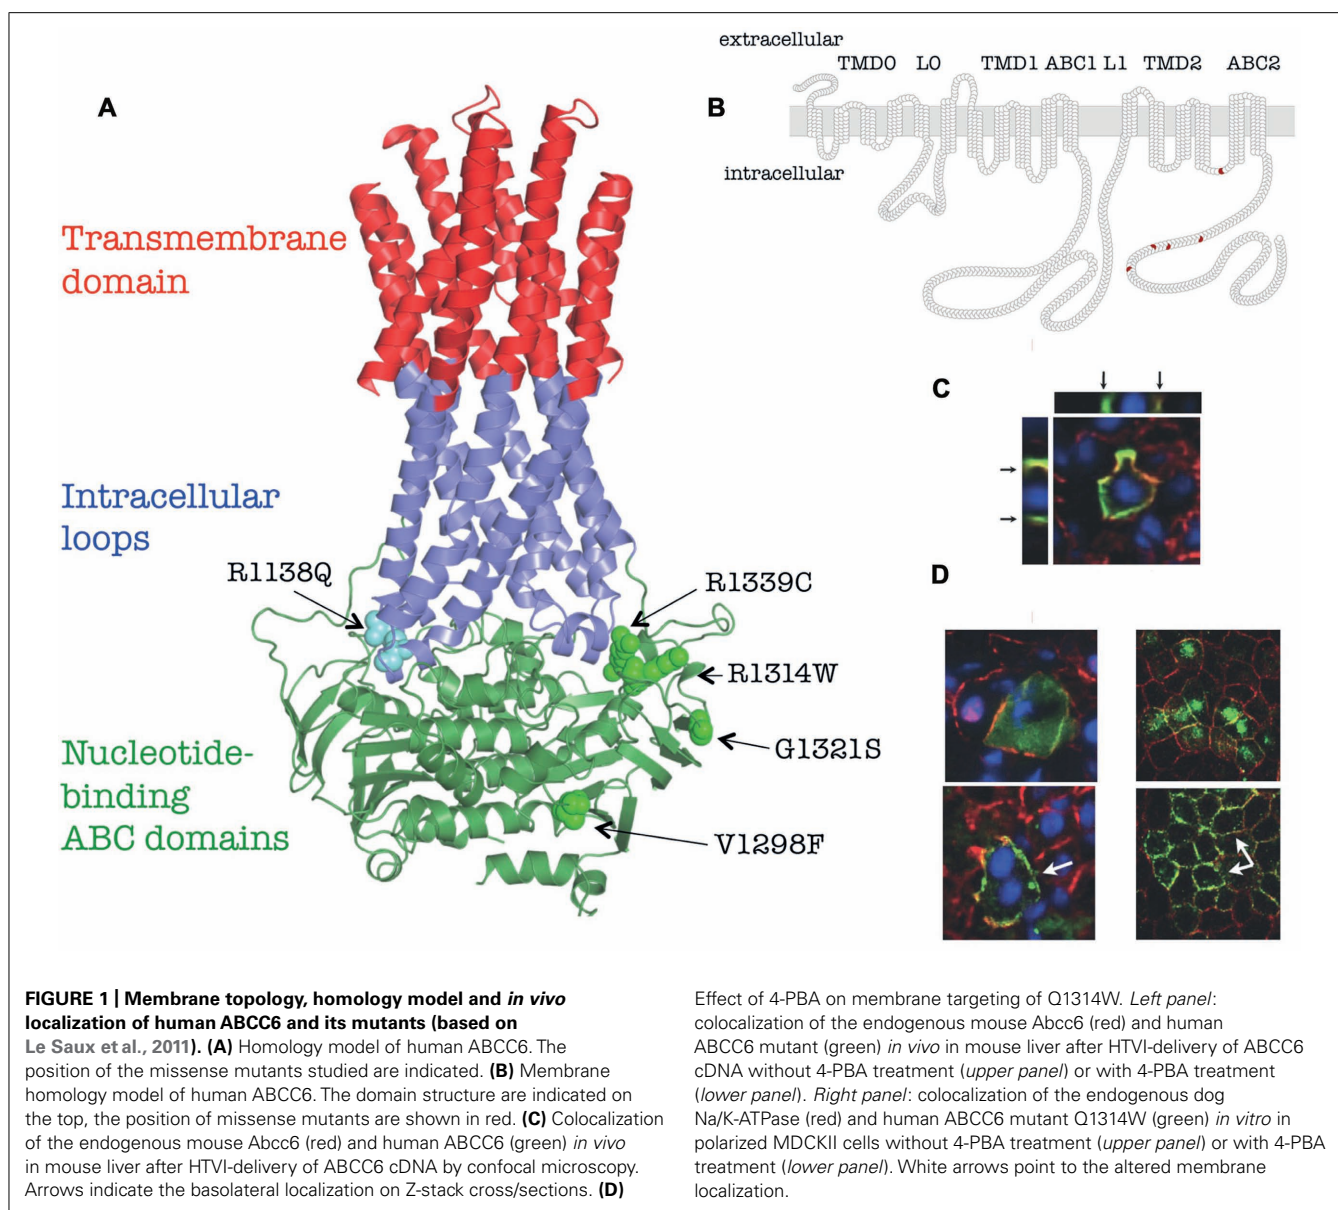 extracellular
TMD0 L0 TMD1 ABC1 L1 TMD2 ABC2
A
B
intracellular
Transmembrane
domain
C
Intracellular
loops
R1138Q
R1339C
D
R1314W
G1321S
Nucleotide-
binding
ABC domains
V1298F
FIGURE 1 | Membrane topology, homology model and in vivo
localization of human ABCC6 and its mutants (based on
Le Saux et al., 2011). (A) Homology model of human ABCC6. The
position of the missense mutants studied are indicated. (B) Membrane
homology model of human ABCC6. The domain structure are indicated on
the top, the position of missense mutants are shown in red. (C) Colocalization
of the endogenous mouse Abcc6 (red) and human ABCC6 (green) in vivo
in mouse liver after HTVI-delivery of ABCC6 cDNA by confocal microscopy.
Arrows indicate the basolateral localization on Z-stack cross/sections. (D)
Effect of 4-PBA on membrane targeting of Q1314W. Left panel:
colocalization of the endogenous mouse Abcc6 (red) and human
ABCC6 mutant (green) in vivo in mouse liver after HTVI-delivery of ABCC6
cDNA without 4-PBA treatment (upper panel) or with 4-PBA treatment
(lower panel). Right panel: colocalization of the endogenous dog
Na/K-ATPase (red) and human ABCC6 mutant Q1314W (green) in vitro in
polarized MDCKII cells without 4-PBA treatment (upper panel) or with 4-PBA
treatment (lower panel). White arrows point to the altered membrane
localization.